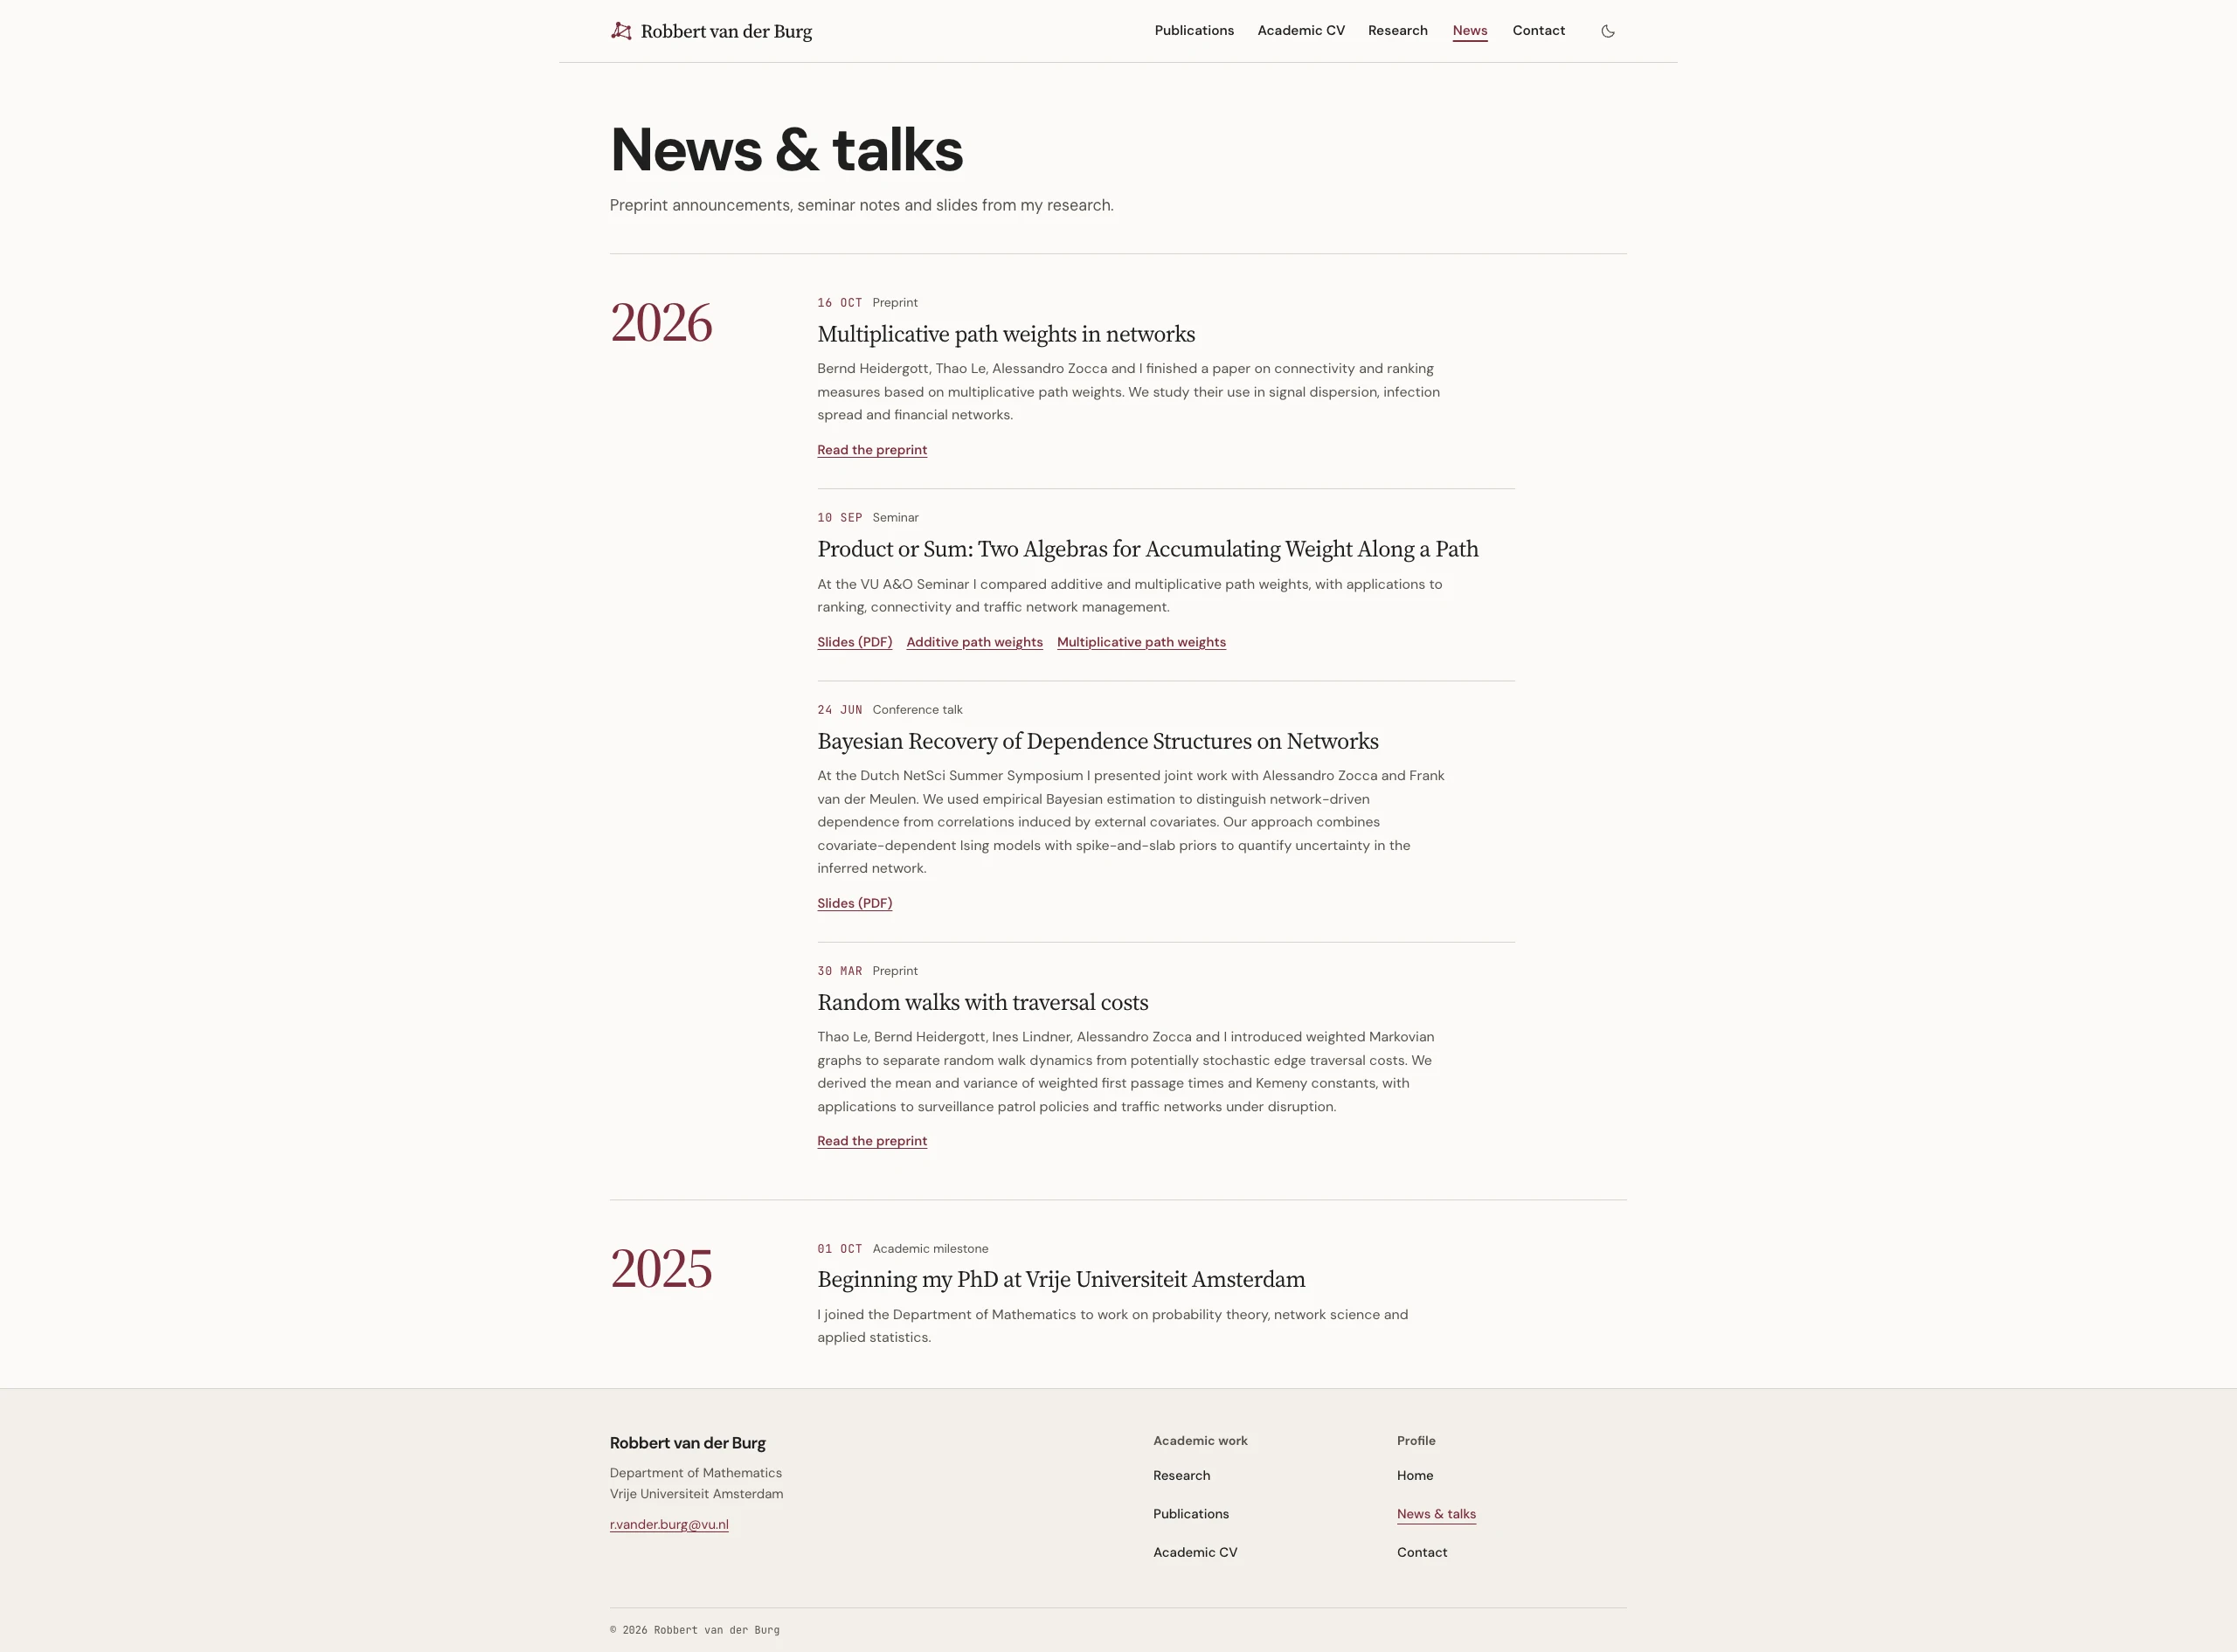 Robbert van der Burg
Publications Academic CV Research News Contact
News & talks
Preprint announcements, seminar notes and slides from my research.
2026
16 OCT Preprint
Multiplicative path weights in networks
Bernd Heidergott, Thao Le, Alessandro Zocca and I finished a paper on connectivity and ranking
measures based on multiplicative path weights. We study their use in signal dispersion, infection
spread and financial networks.
Read the preprint
10 SEP Seminar
Product or Sum: Two Algebras for Accumulating Weight Along a Path
At the VU A&O Seminar I compared additive and multiplicative path weights, with applications to
ranking, connectivity and traffic network management.
Slides (PDF) Additive path weights Multiplicative path weights
24 JUN Conference talk
Bayesian Recovery of Dependence Structures on Networks
At the Dutch NetSci Summer Symposium I presented joint work with Alessandro Zocca and Frank
van der Meulen. We used empirical Bayesian estimation to distinguish network-driven
dependence from correlations induced by external covariates. Our approach combines
covariate-dependent Ising models with spike-and-slab priors to quantify uncertainty in the
inferred network.
Slides (PDF)
30 MAR Preprint
Random walks with traversal costs
Thao Le, Bernd Heidergott, Ines Lindner, Alessandro Zocca and I introduced weighted Markovian
graphs to separate random walk dynamics from potentially stochastic edge traversal costs. We
derived the mean and variance of weighted first passage times and Kemeny constants, with
applications to surveillance patrol policies and traffic networks under disruption.
Read the preprint
2025
01 OCT Academic milestone
Beginning my PhD at Vrije Universiteit Amsterdam
I joined the Department of Mathematics to work on probability theory, network science and
applied statistics.
Robbert van der Burg
Department of Mathematics
Vrije Universiteit Amsterdam
r.vander.burg@vu.nl
Academic work
Research
Publications
Academic CV
Profile
Home
News & talks
Contact
© 2026 Robbert van der Burg